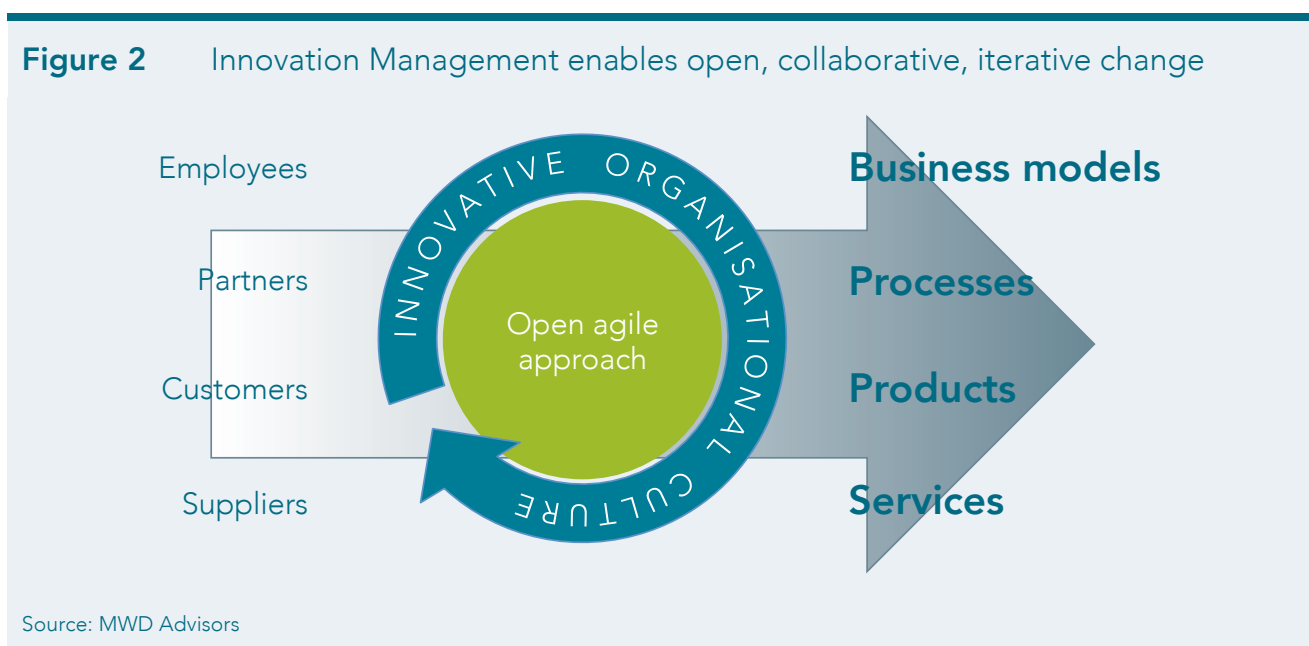 Figure 2 Innovation Management enables open, collaborative, iterative change
Employees
Partners
Customers
Suppliers
INNOVATIVE ORGANISATIONAL CULTURE
Open agile
approach
Business models
Processes
Products
Services
Source: MWD Advisors